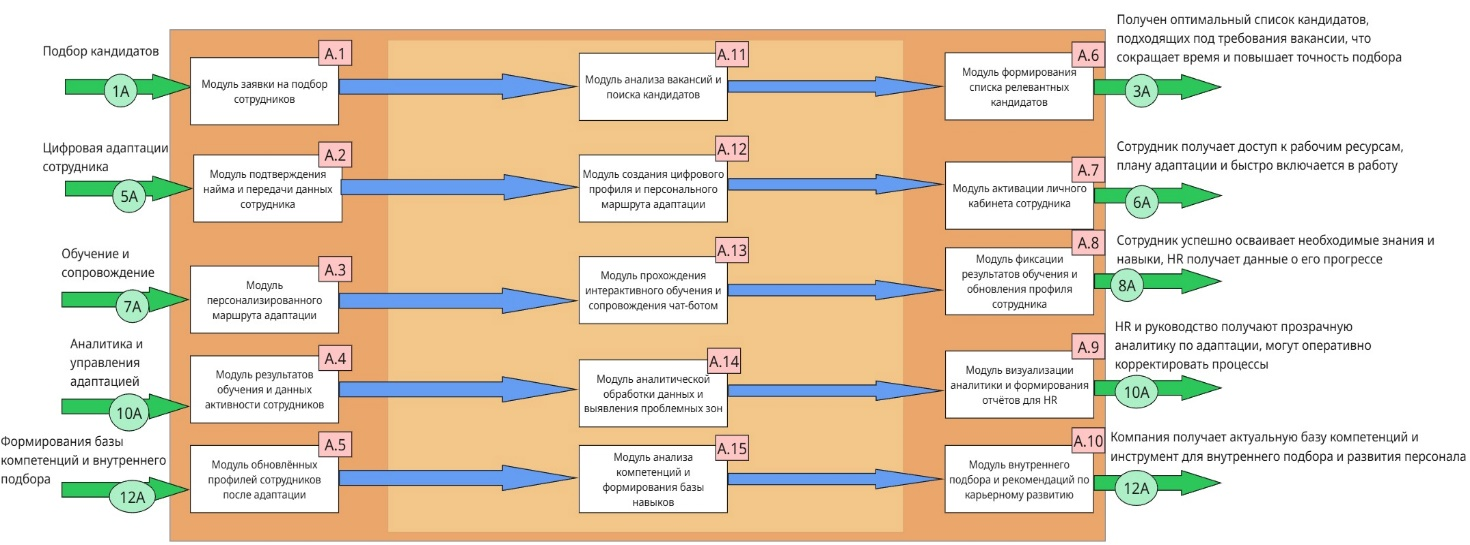 Подбор кандидатов
1А
А.1
Модуль заявки на подбор
сотрудников
А.11
Модуль анализа вакансий и
поиска кандидатов
А.6
Модуль формирования
списка релевантных
кандидатов
3А
Получен оптимальный список кандидатов,
подходящих под требования вакансии, что
сокращает время и повышает точность подбора
Цифровая адаптации
сотрудника
5А
А.2
Модуль подтверждения
найма и передачи данных
сотрудника
А.12
Модуль создания цифрового
профиля и персонального
маршрута адаптации
А.7
Модуль активации личного
кабинета сотрудника
6А
Сотрудник получает доступ к рабочим ресурсам,
плану адаптации и быстро включается в работу
Обучение и
сопровождение
7А
А.3
Модуль
персонализированного
маршрута адаптации
А.13
Модуль прохождения
интерактивного обучения и
сопровождения чат-ботом
А.8
Модуль фиксации
результатов обучения и
обновления профиля
сотрудника
8А
Сотрудник успешно осваивает необходимые знания и
навыки, HR получает данные о его прогрессе
Аналитика и
управления
адаптацией
10А
А.4
Модуль результатов
обучения и данных
активности сотрудников
А.14
Модуль аналитической
обработки данных и
выявления проблемных зон
А.9
Модуль визуализации
аналитики и формирования
отчётов для HR
10А
HR и руководство получают прозрачную
аналитику по адаптации, могут оперативно
корректировать процессы
Формирования базы
компетенций и внутреннего
подбора
12А
А.5
Модуль обновлённых
профилей сотрудников
после адаптации
А.15
Модуль анализа
компетенций и
формирования базы
навыков
А.10
Модуль внутреннего
подбора и рекомендаций по
карьерному развитию
12А
Компания получает актуальную базу компетенций и
инструмент для внутреннего подбора и развития персонала